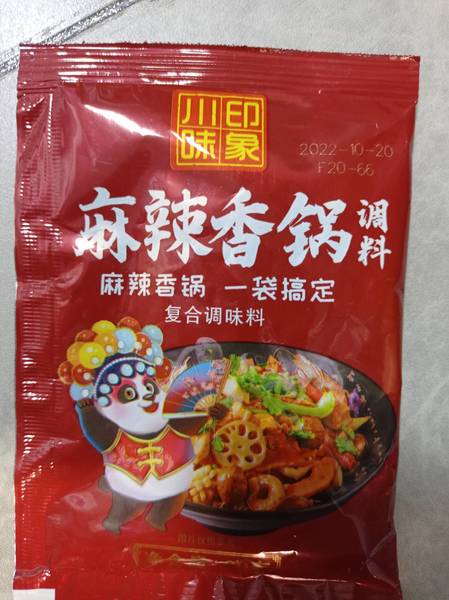 川印
味象
2022-10-20
F20-66
麻辣香锅调料
麻辣香锅 一袋搞定
复合调味料